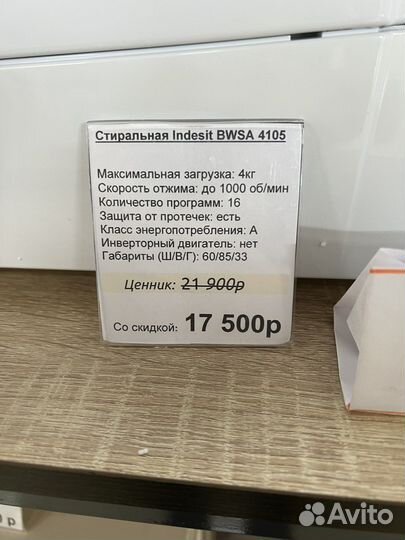 Стиральная Indesit BWSA 4105
Максимальная загрузка: 4кг
Скорость отжима: до 1000 об/мин
Количество программ: 16
Защита от протечек: есть
Класс энергопотребления: А
Инверторный двигатель: нет
Габариты (Ш/В/Г): 60/85/33
Ценник: 21 900р
Со скидкой: 17 500р
0 р
Avito